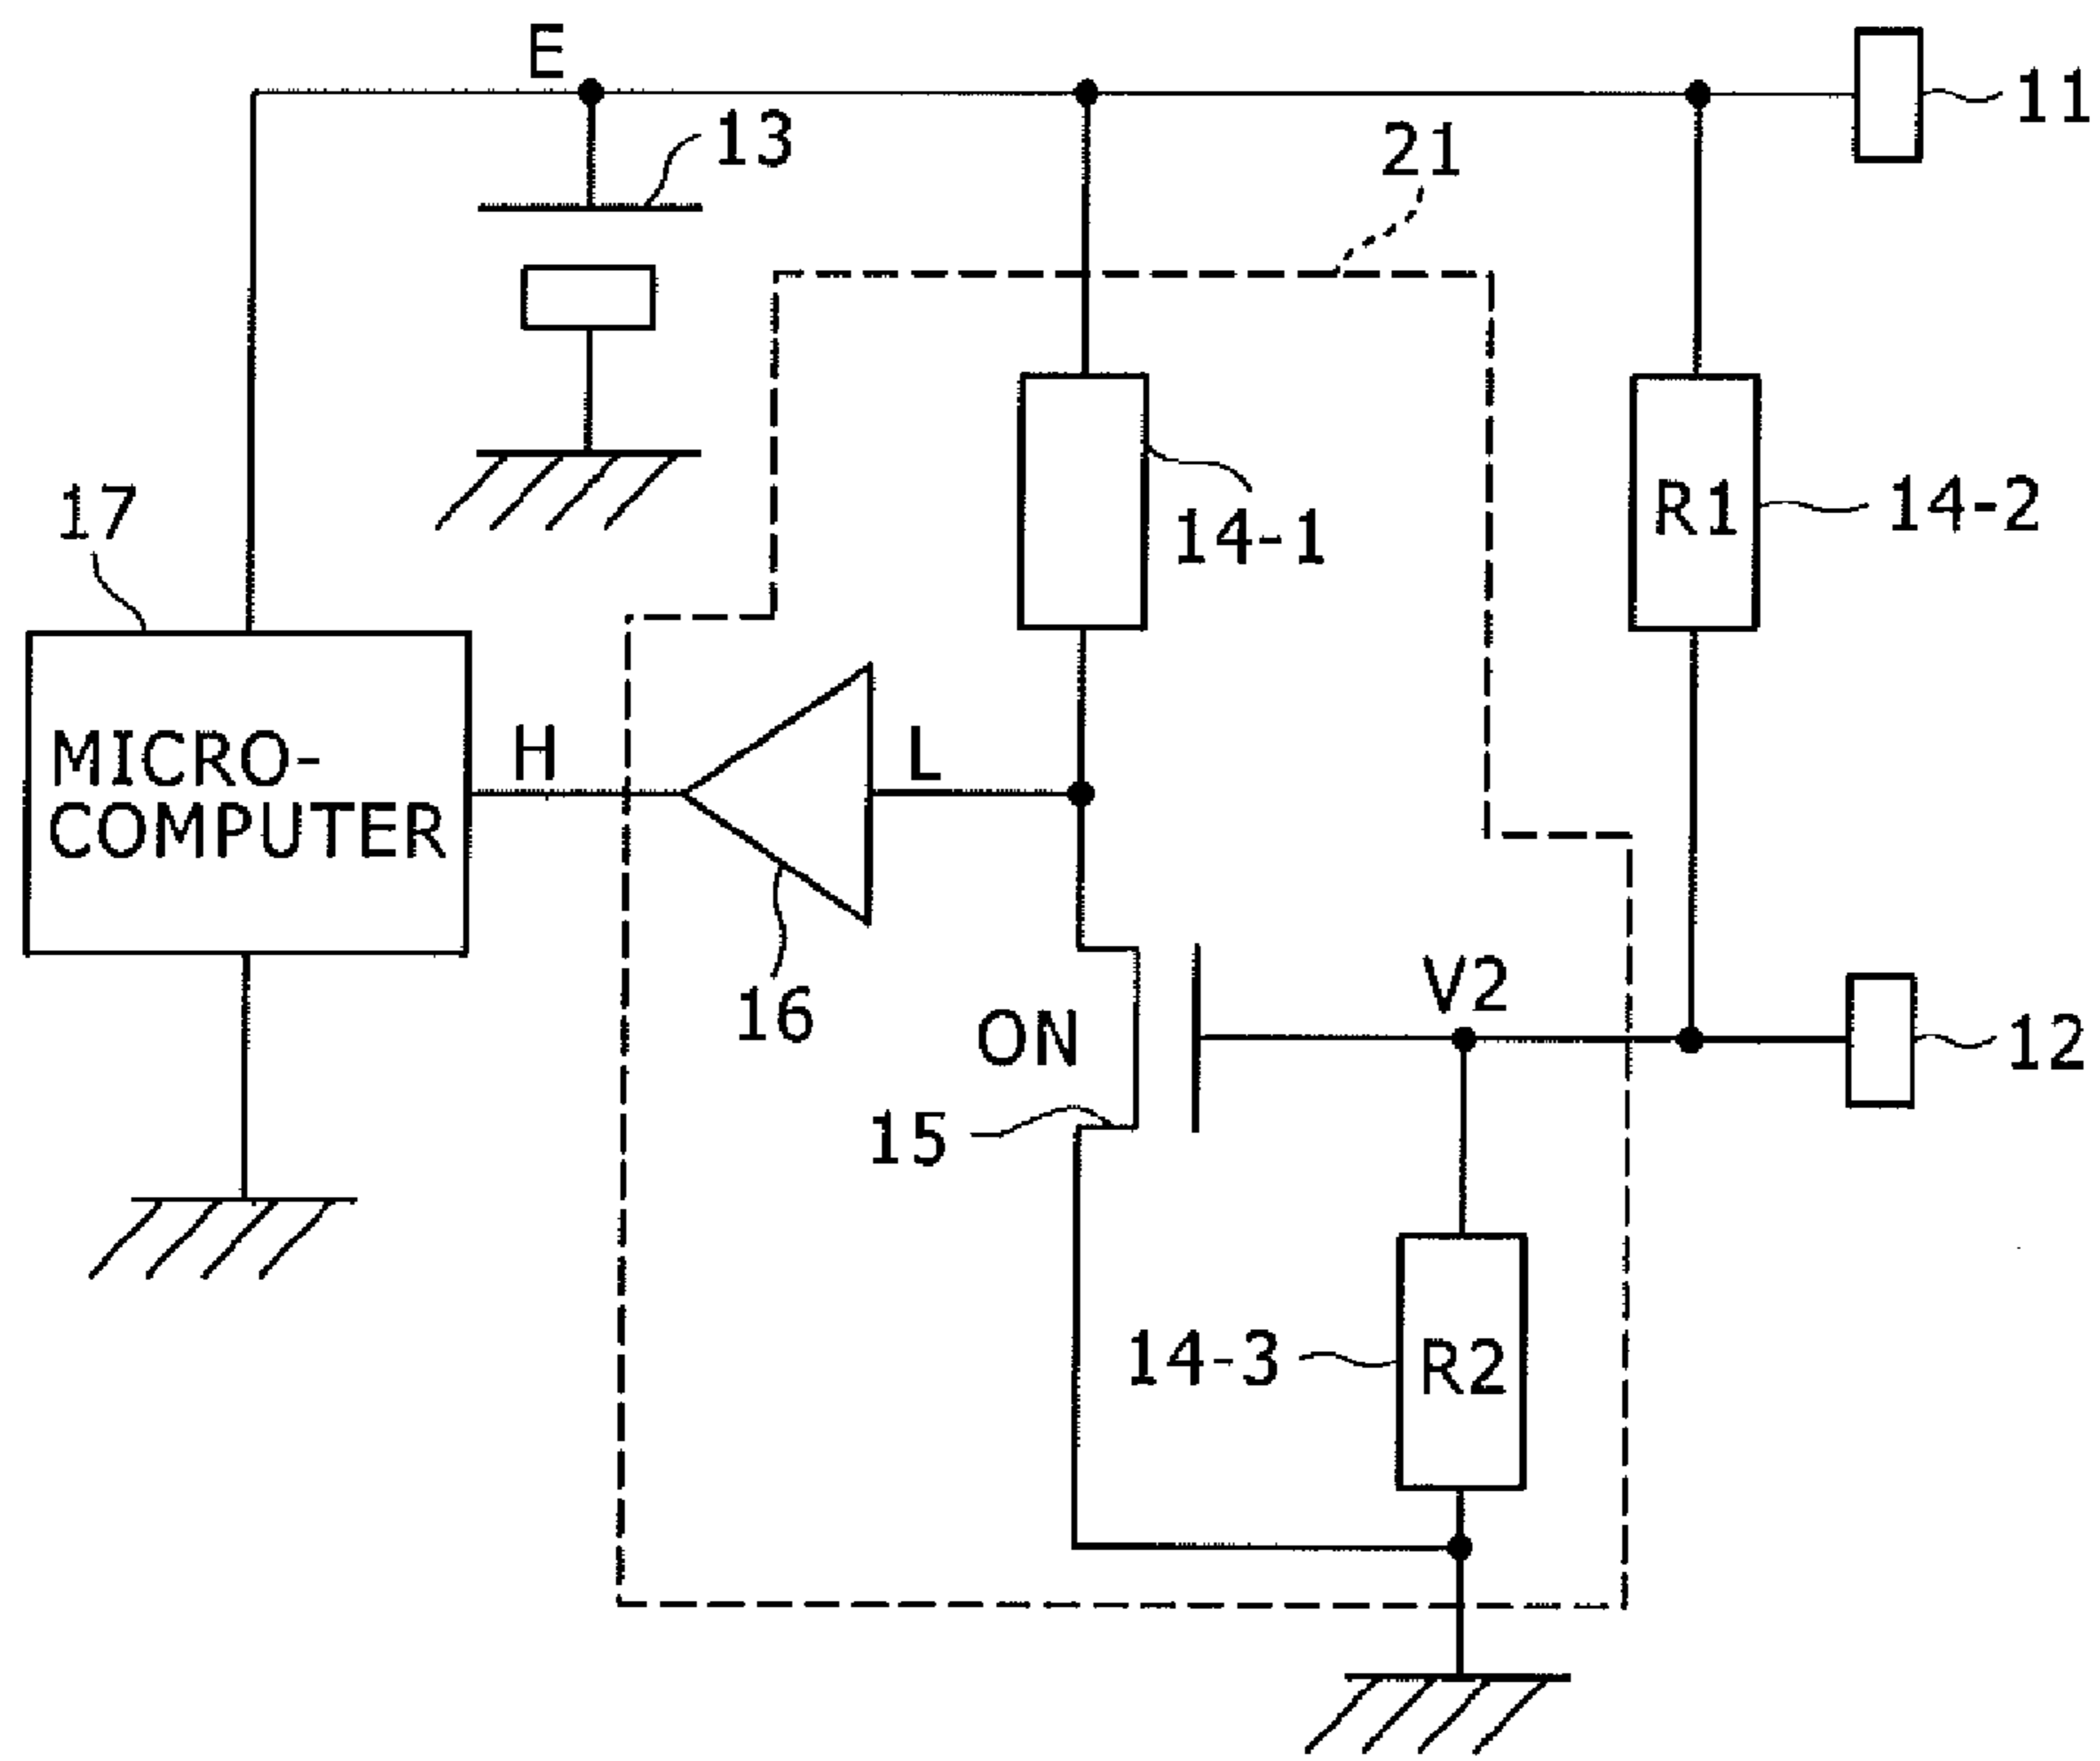 E
13
21
11
17
14-1
R1
14-2
MICRO-
COMPUTER
H
L
16
ON
V2
12
15
14-3
R2